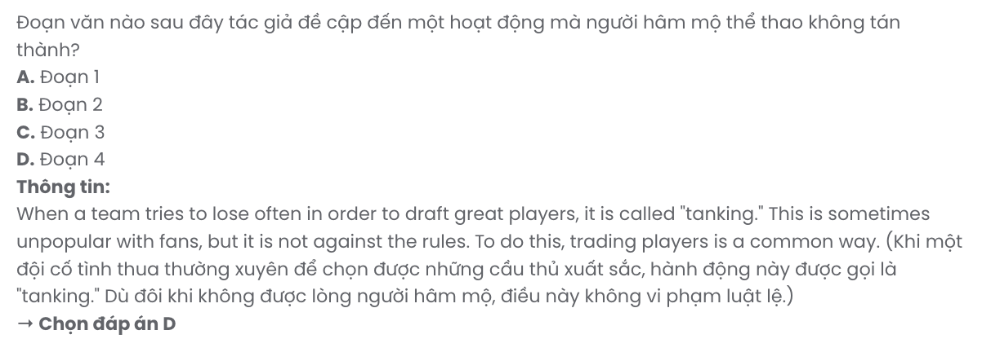 Đoạn văn nào sau đây tác giả đề cập đến một hoạt động mà người hâm mộ thể thao không tán
thành?
A. Đoạn 1
B. Đoạn 2
C. Đoạn 3
D. Đoạn 4
Thông tin:
When a team tries to lose often in order to draft great players, it is called "tanking." This is sometimes
unpopular with fans, but it is not against the rules. To do this, trading players is a common way. (Khi một
đội cố tình thua thường xuyên để chọn được những cầu thủ xuất sắc, hành động này được gọi là
"tanking." Dù đôi khi không được lòng người hâm mộ, điều này không vi phạm luật lệ.)
→ Chọn đáp án D